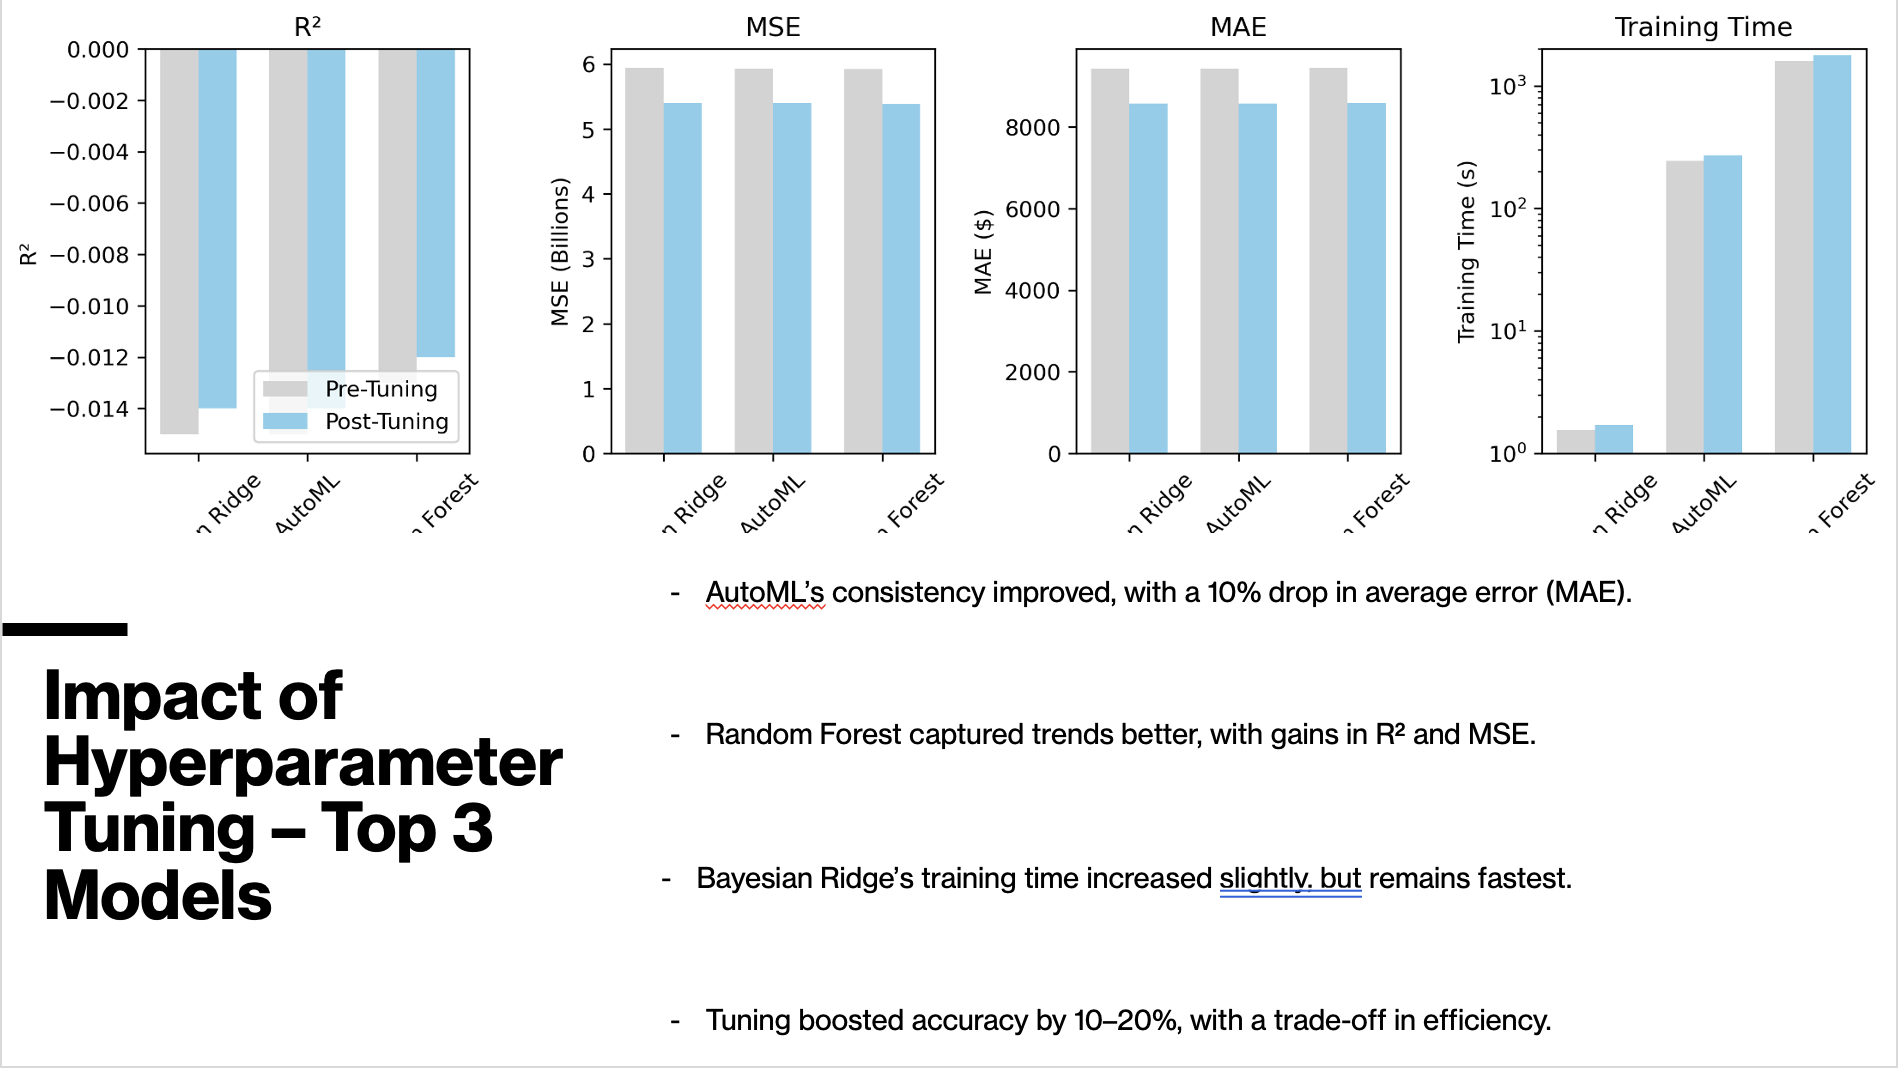 R²
0.000
−0.002
−0.004
−0.006
−0.008
−0.010
−0.012
−0.014
R²
Pre-Tuning
Post-Tuning
n Ridge
AutoML
Forest
MSE
6
5
4
3
2
1
0
MSE (Billions)
n Ridge
AutoML
Forest
MAE
8000
6000
4000
2000
0
MAE ($)
n Ridge
AutoML
Forest
Training Time
10³
10²
10¹
10⁰
Training Time (s)
n Ridge
AutoML
Forest
Impact of
Hyperparameter
Tuning – Top 3
Models
- AutoML’s consistency improved, with a 10% drop in average error (MAE).
- Random Forest captured trends better, with gains in R² and MSE.
- Bayesian Ridge’s training time increased slightly. but remains fastest.
- Tuning boosted accuracy by 10–20%, with a trade-off in efficiency.